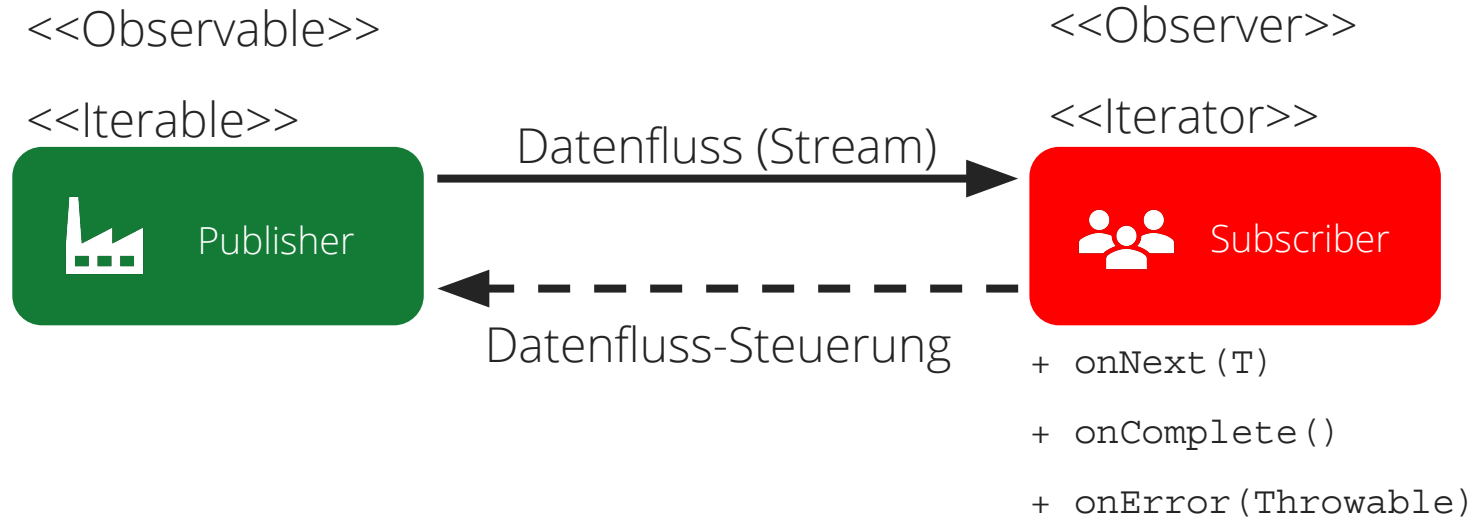 <<Observable>>
<<Iterable>>
Publisher
Datenfluss (Stream)
Datenfluss-Steuerung
<<Observer>>
<<Iterator>>
Subscriber
+ onNext(T)
+ onComplete()
+ onError(Throwable)